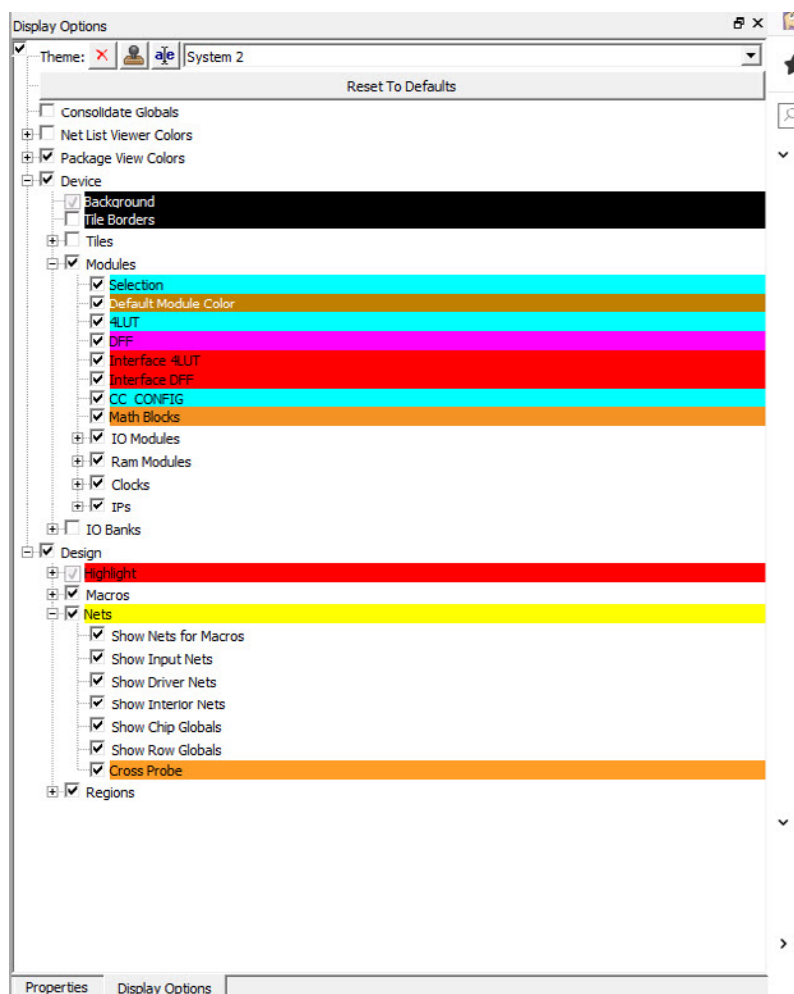 Display Options
Theme: a e System 2
Reset To Defaults
Consolidate Globals
Net List Viewer Colors
Package View Colors
Device
Background
Tile Borders
Tiles
Modules
Selection
Default Module Color
4LUT
DFF
Interface 4LUT
Interface DFF
CC_CONFIG
Math Blocks
IO Modules
Ram Modules
Clocks
IPs
IO Banks
Design
Highlight
Macros
Nets
Show Nets for Macros
Show Input Nets
Show Driver Nets
Show Interior Nets
Show Chip Globals
Show Row Globals
Cross Probe
Regions
Properties Display Options